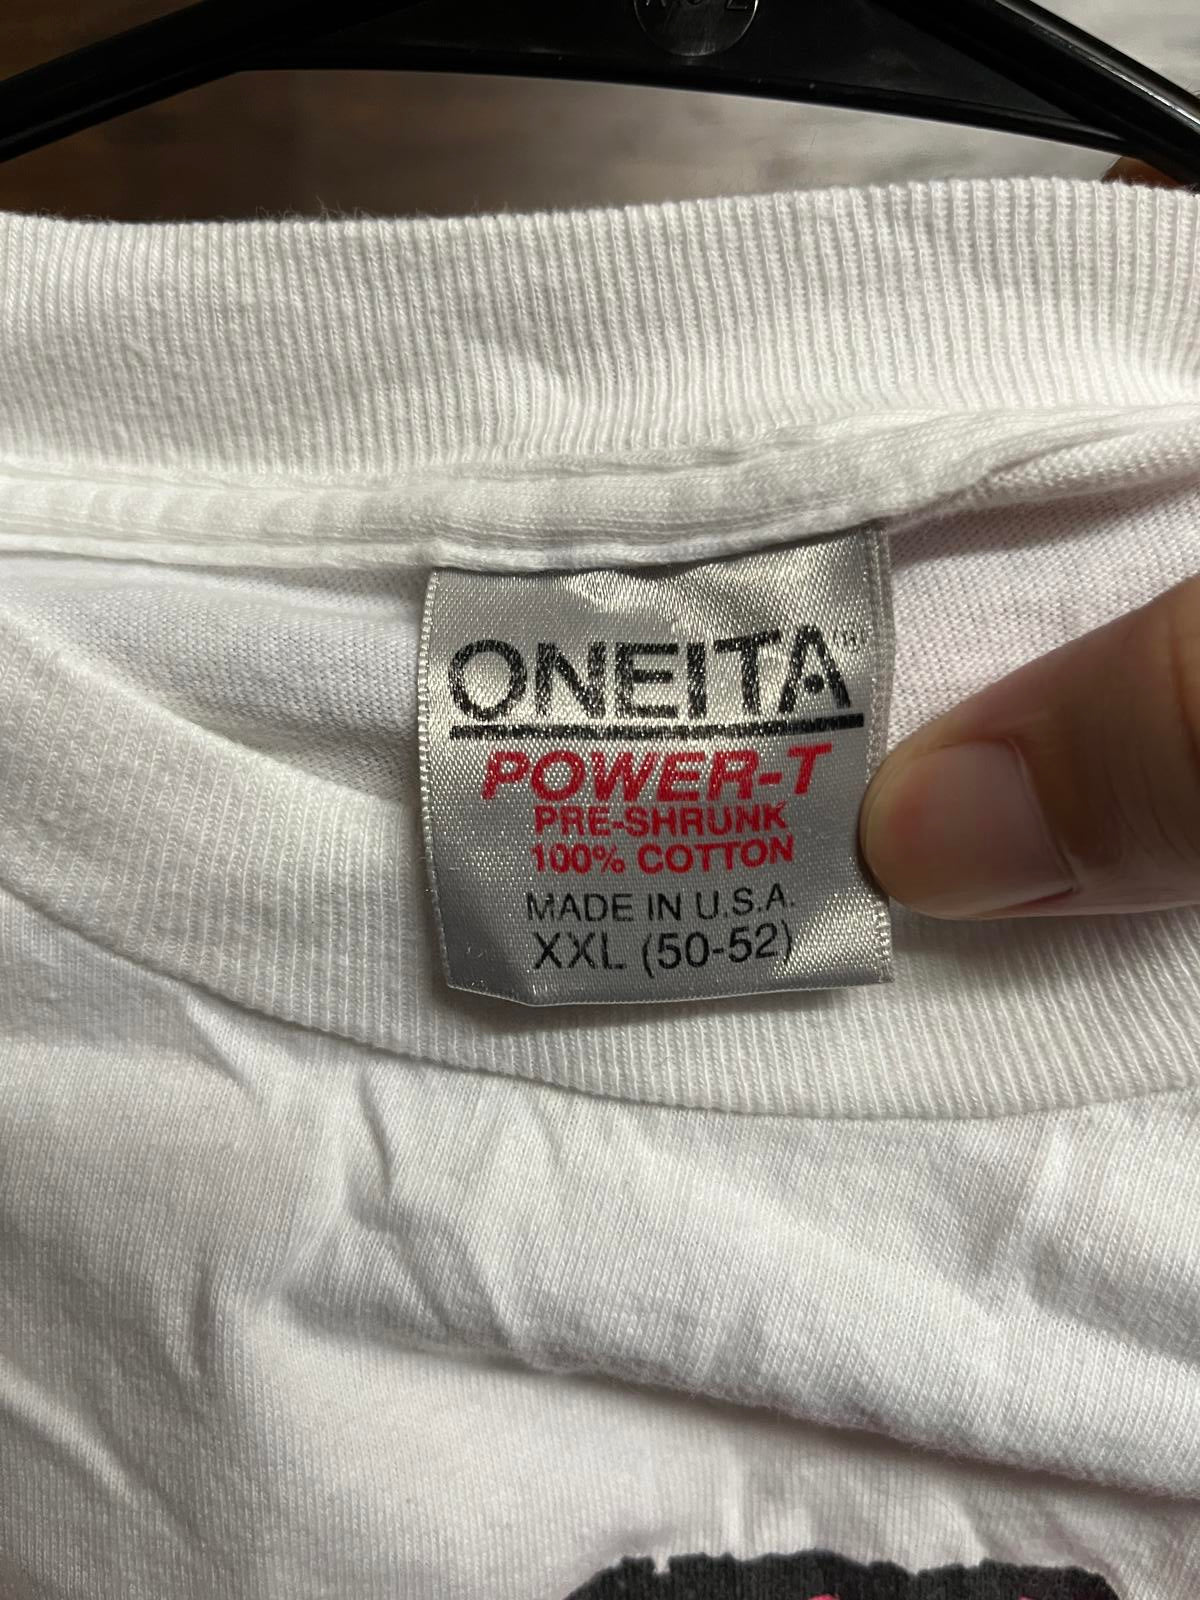 ONEITA®
POWER-T
PRE-SHRUNK
100% COTTON
MADE IN U.S.A.
XXL (50-52)